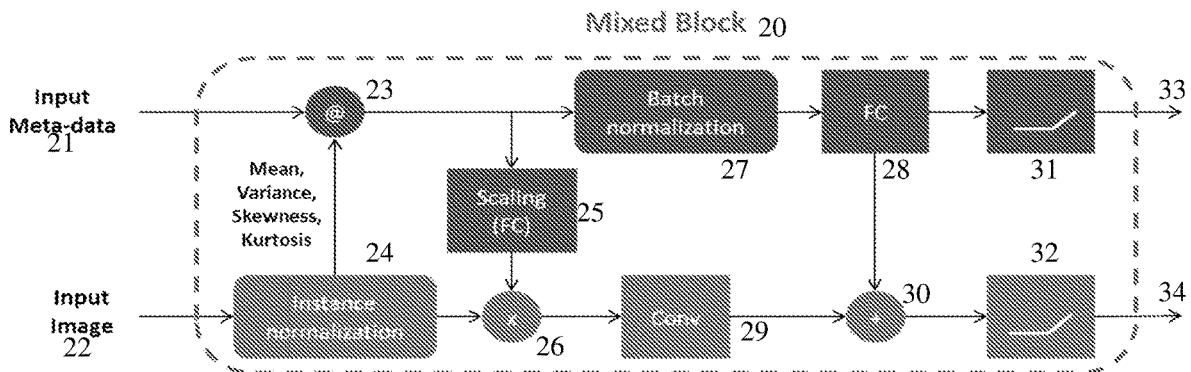 Mixed Block 20
Input
Meta-data
21
@
23
Batch
normalization
27
FC
28
31
33
Mean,
Variance,
Skewness,
Kurtosis
24
Scaling
(FC)
25
Input
Image
22
Instance
normalization
x
26
Conv
29
+
30
32
34